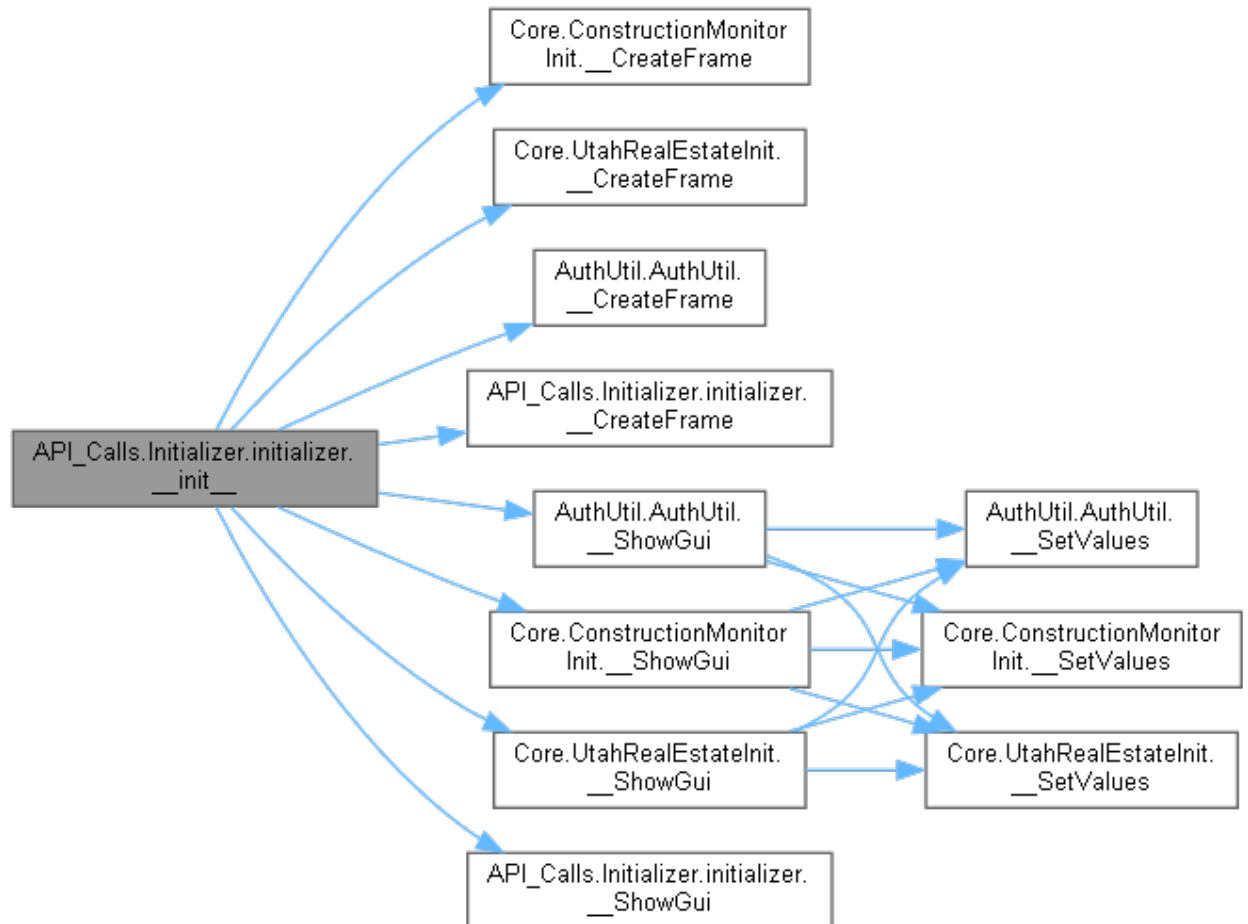 Core.ConstructionMonitor
Init.__CreateFrame
Core.UtahRealEstateInit.
__CreateFrame
AuthUtil.AuthUtil.
__CreateFrame
API_Calls.Initializer.initializer.
__CreateFrame
API_Calls.Initializer.initializer.
__init__
AuthUtil.AuthUtil.
__ShowGui
AuthUtil.AuthUtil.
__SetValues
Core.ConstructionMonitor
Init.__ShowGui
Core.ConstructionMonitor
Init.__SetValues
Core.UtahRealEstateInit.
__ShowGui
Core.UtahRealEstateInit.
__SetValues
API_Calls.Initializer.initializer.
__ShowGui